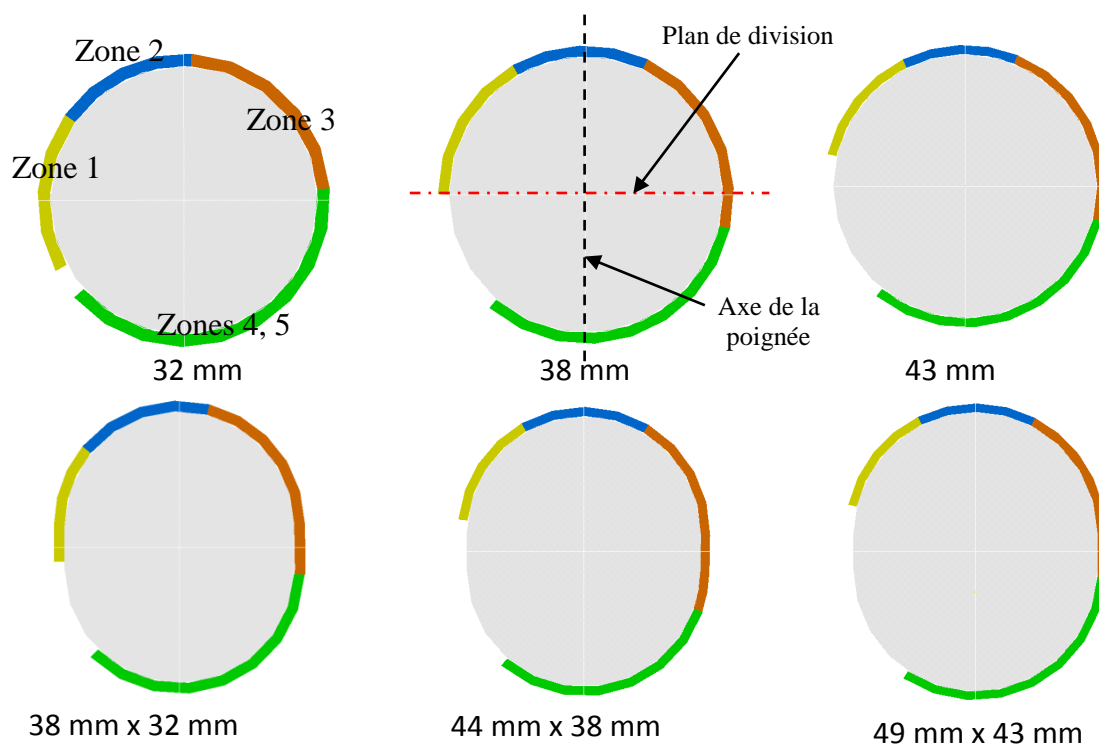 Zone 2
Plan de division
Zone 3
Zone 1
Axe de la
poignée
Zones 4, 5
32 mm
38 mm
43 mm
38 mm x 32 mm
44 mm x 38 mm
49 mm x 43 mm